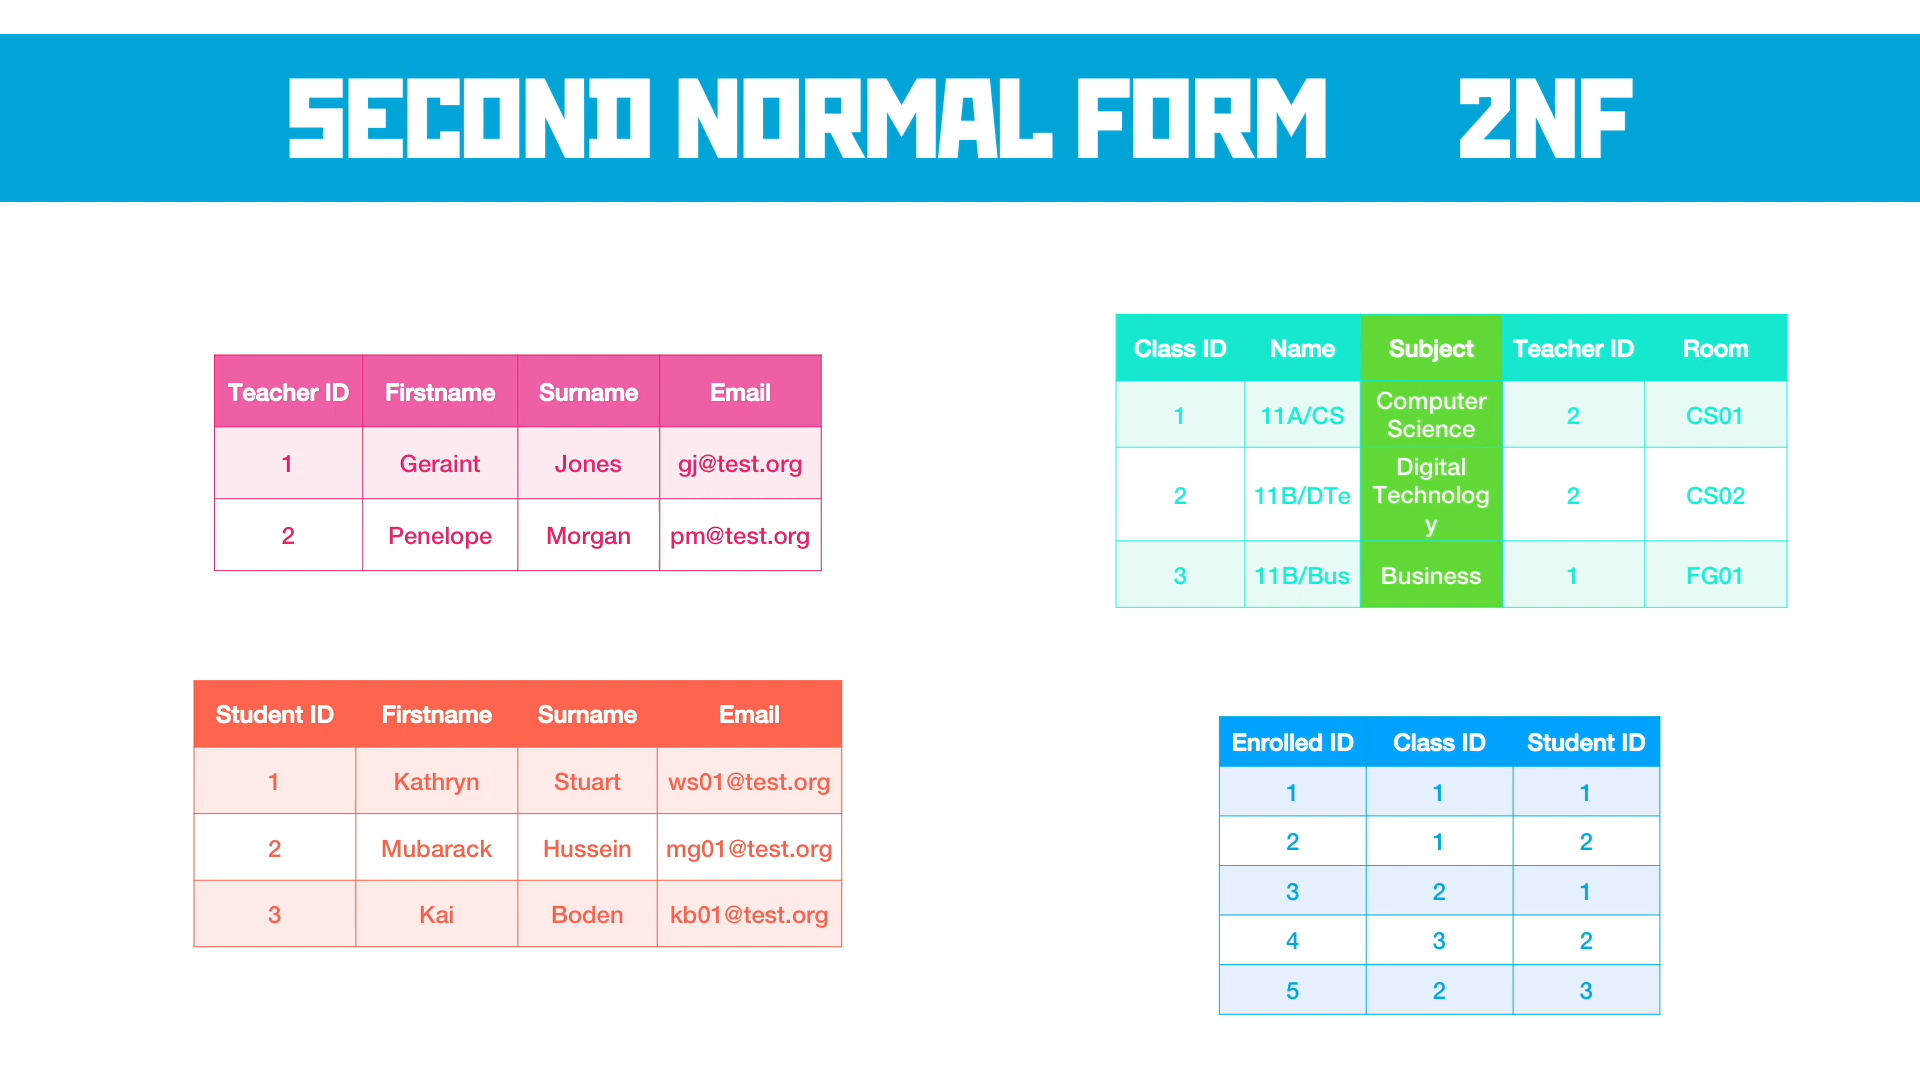 SECOND NORMAL FORM 2NF
Teacher ID Firstname Surname Email
1 Geraint Jones gj@test.org
2 Penelope Morgan pm@test.org
Class ID Name Subject Teacher ID Room
1 11A/CS Computer Science 2 CS01
2 11B/DTe Digital Technology 2 CS02
3 11B/Bus Business 1 FG01
Student ID Firstname Surname Email
1 Kathryn Stuart ws01@test.org
2 Mubarack Hussein mg01@test.org
3 Kai Boden kb01@test.org
Enrolled ID Class ID Student ID
1 1 1
2 1 2
3 2 1
4 3 2
5 2 3